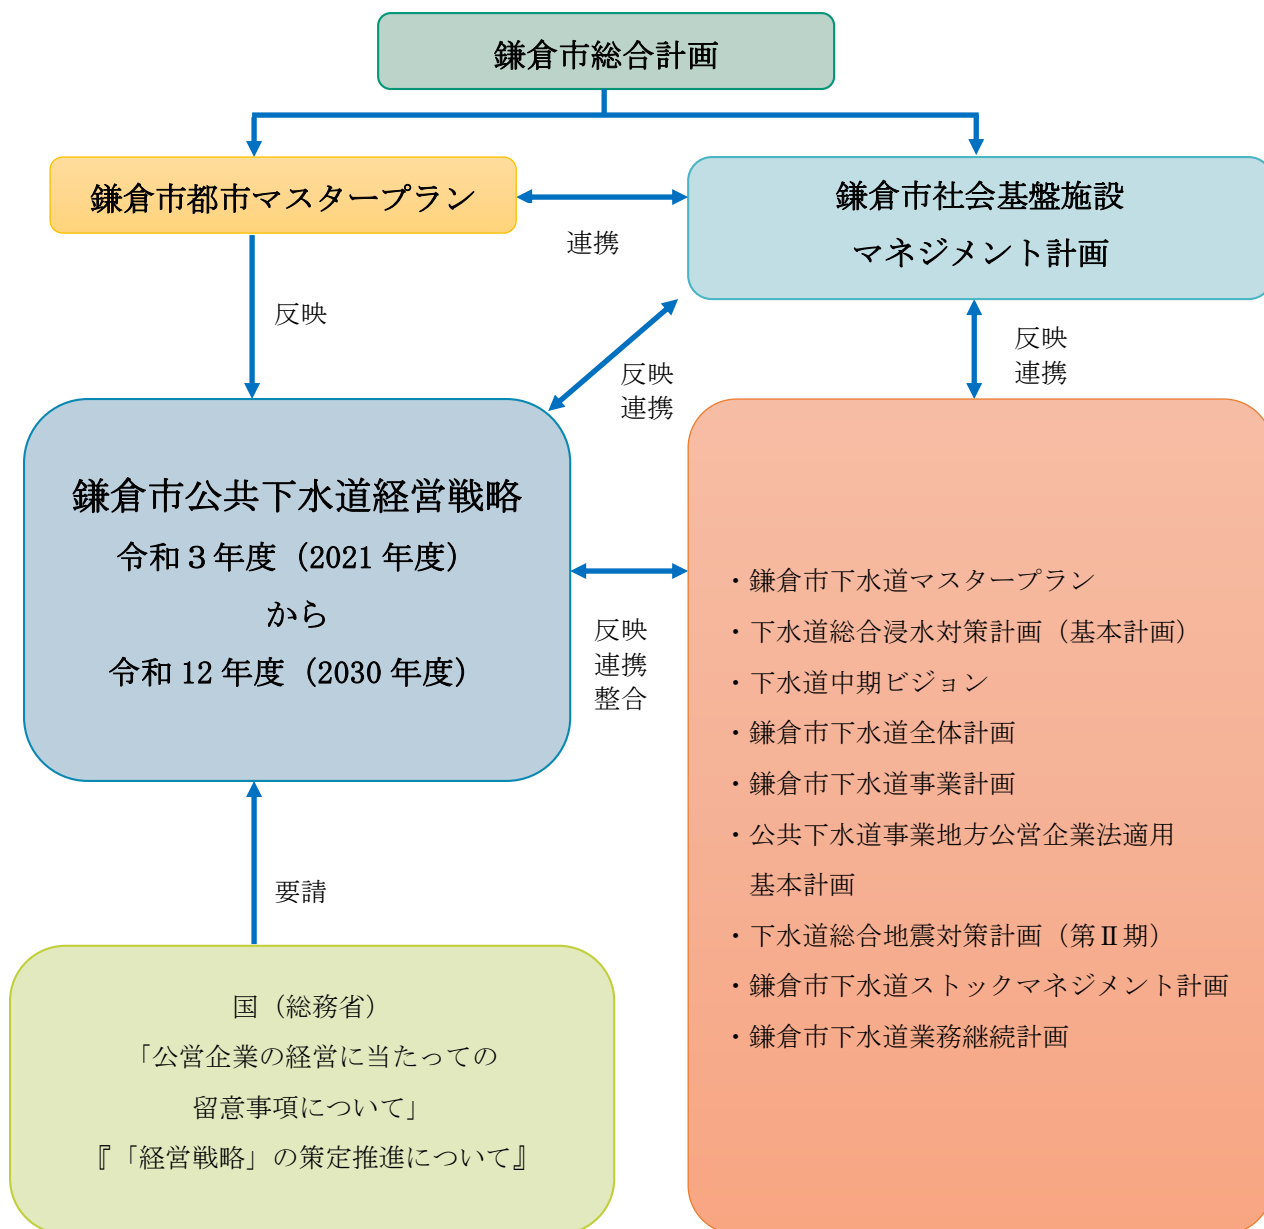 鎌倉市総合計画
鎌倉市都市マスタープラン
連携
鎌倉市社会基盤施設
マネジメント計画
反映
反映
連携
反映
連携
鎌倉市公共下水道経営戦略
令和３年度（2021 年度）
から
令和 12 年度（2030 年度）
反映
連携
整合
・鎌倉市下水道マスタープラン
・下水道総合浸水対策計画（基本計画）
・下水道中期ビジョン
・鎌倉市下水道全体計画
・鎌倉市下水道事業計画
・公共下水道事業地方公営企業法適用
基本計画
・下水道総合地震対策計画（第Ⅱ期）
・鎌倉市下水道ストックマネジメント計画
・鎌倉市下水道業務継続計画
要請
国（総務省）
「公営企業の経営に当たっての
留意事項について」
『「経営戦略」の策定推進について』